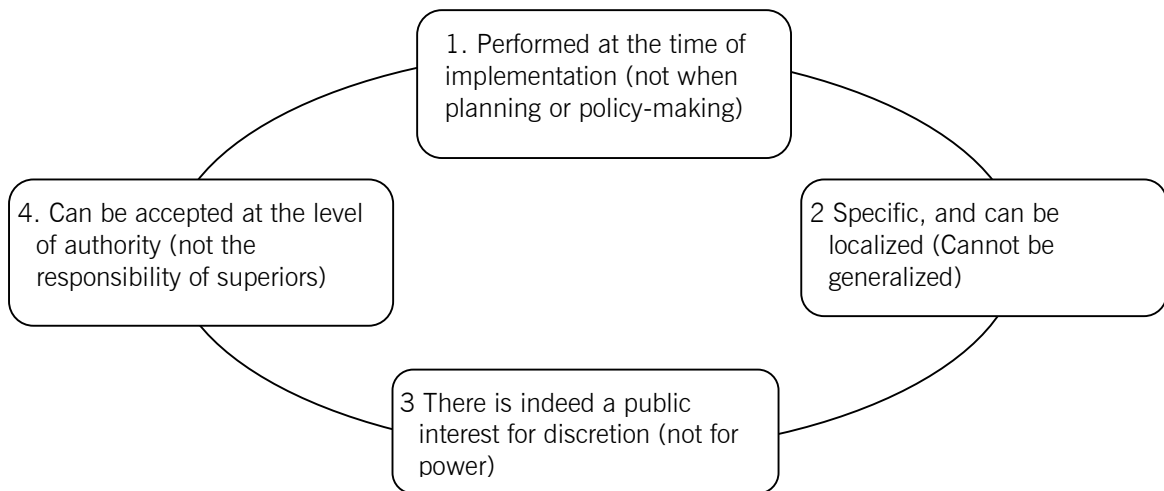 1. Performed at the time of
implementation (not when
planning or policy-making)
2 Specific, and can be
localized (Cannot be
generalized)
3 There is indeed a public
interest for discretion (not for
power)
4. Can be accepted at the level
of authority (not the
responsibility of superiors)